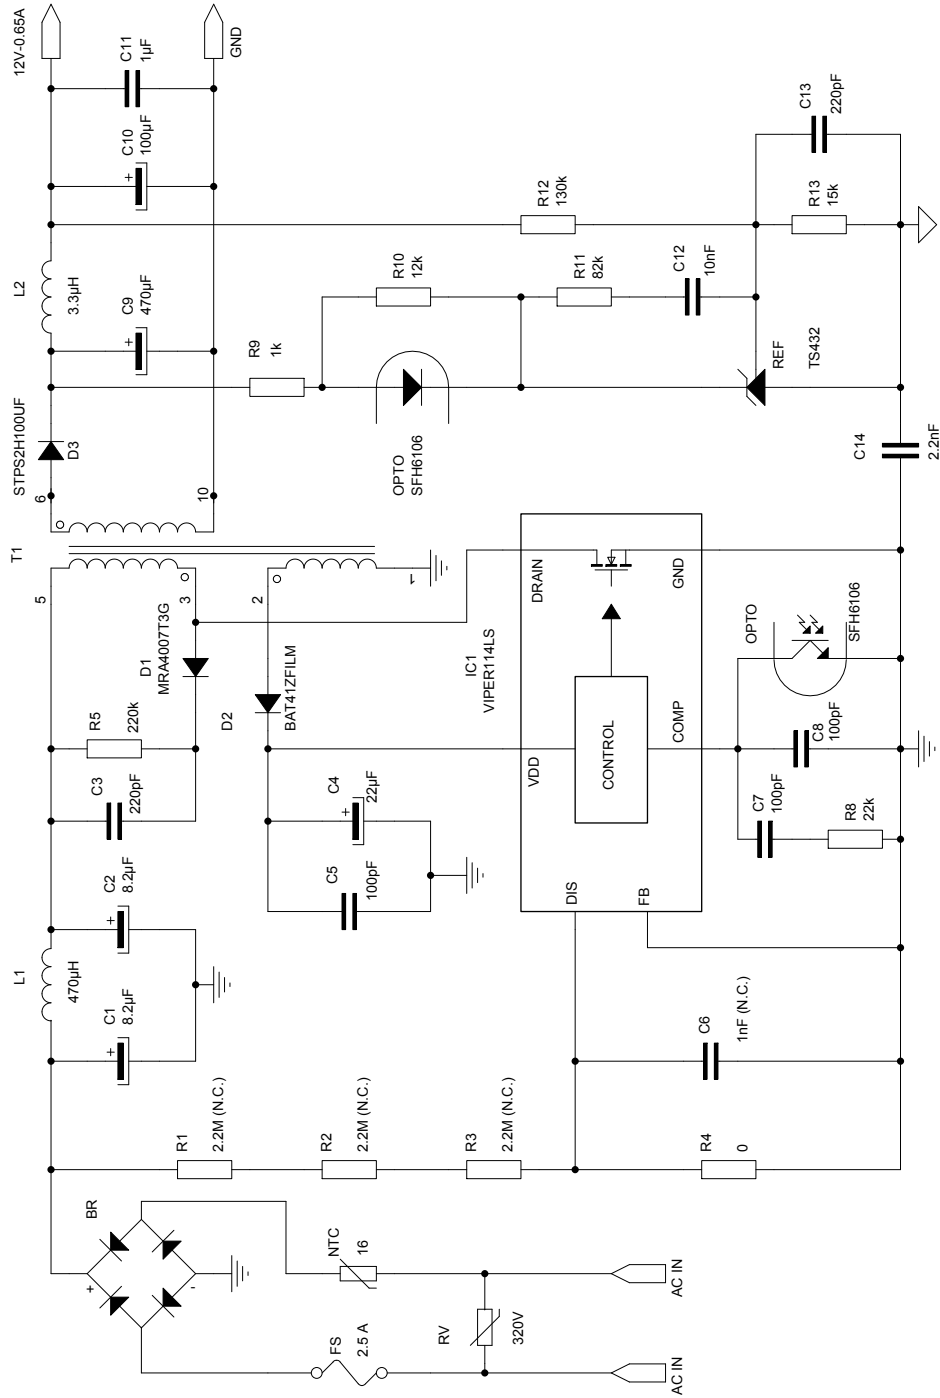 AC IN
AC IN
FS
2.5 A
RV
320V
NTC
16
BR
+
-
R1
2.2M (N.C.)
R2
2.2M (N.C.)
R3
2.2M (N.C.)
R4
0
C6
1nF (N.C.)
L1
470µH
C1
8.2µF
+
C2
8.2µF
+
C3
220pF
R5
220k
D1
MRA4007T3G
T1
5
3
2
1
6
10
D2
BAT41ZFILM
C5
100pF
C4
22µF
+
IC1
VIPER114LS
DIS
FB
VDD
CONTROL
COMP
DRAIN
GND
C7
100pF
R8
22k
C8
100pF
OPTO
SFH6106
C14
2.2nF
STPS2H100UF
D3
L2
3.3µH
C9
470µF
+
C10
100µF
+
C11
1µF
12V-0.65A
GND
R9
1k
OPTO
SFH6106
R10
12k
R11
82k
C12
10nF
R12
130k
REF
TS432
R13
15k
C13
220pF